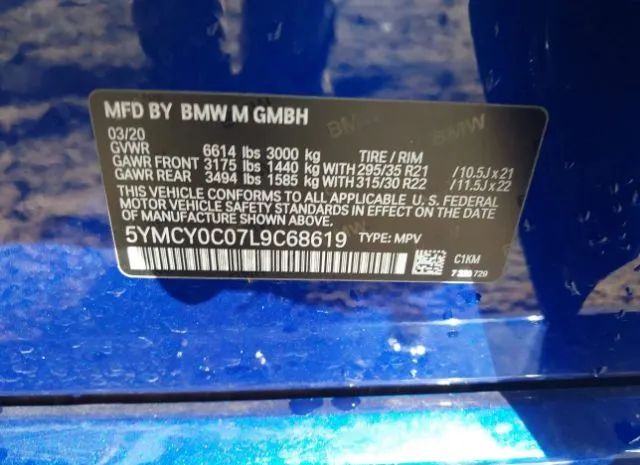 MFD BY BMW M GMBH
03/20
GVWR 6614 lbs 3000 kg TIRE / RIM
GAWR FRONT 3175 lbs 1440 kg WITH 295/35 R21 /10.5J x 21
GAWR REAR 3494 lbs 1585 kg WITH 315/30 R22 /11.5J x 22
THIS VEHICLE CONFORMS TO ALL APPLICABLE U. S. FEDERAL
MOTOR VEHICLE SAFETY STANDARDS IN EFFECT ON THE DATE
OF MANUFACTURE SHOWN ABOVE.
5YMCY0C07L9C68619 TYPE: MPV
C1KM
729
BMW
BMW